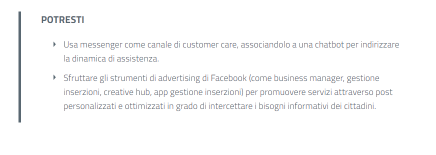 POTRESTI
Usa messenger come canale di customer care, associandolo a una chatbot per indirizzare
la dinamica di assistenza.
Sfruttare gli strumenti di advertising di Facebook (come business manager, gestione
inserzioni, creative hub, app gestione inserzioni) per promuovere servizi attraverso post
personalizzati e ottimizzati in grado di intercettare i bisogni informativi dei cittadini.